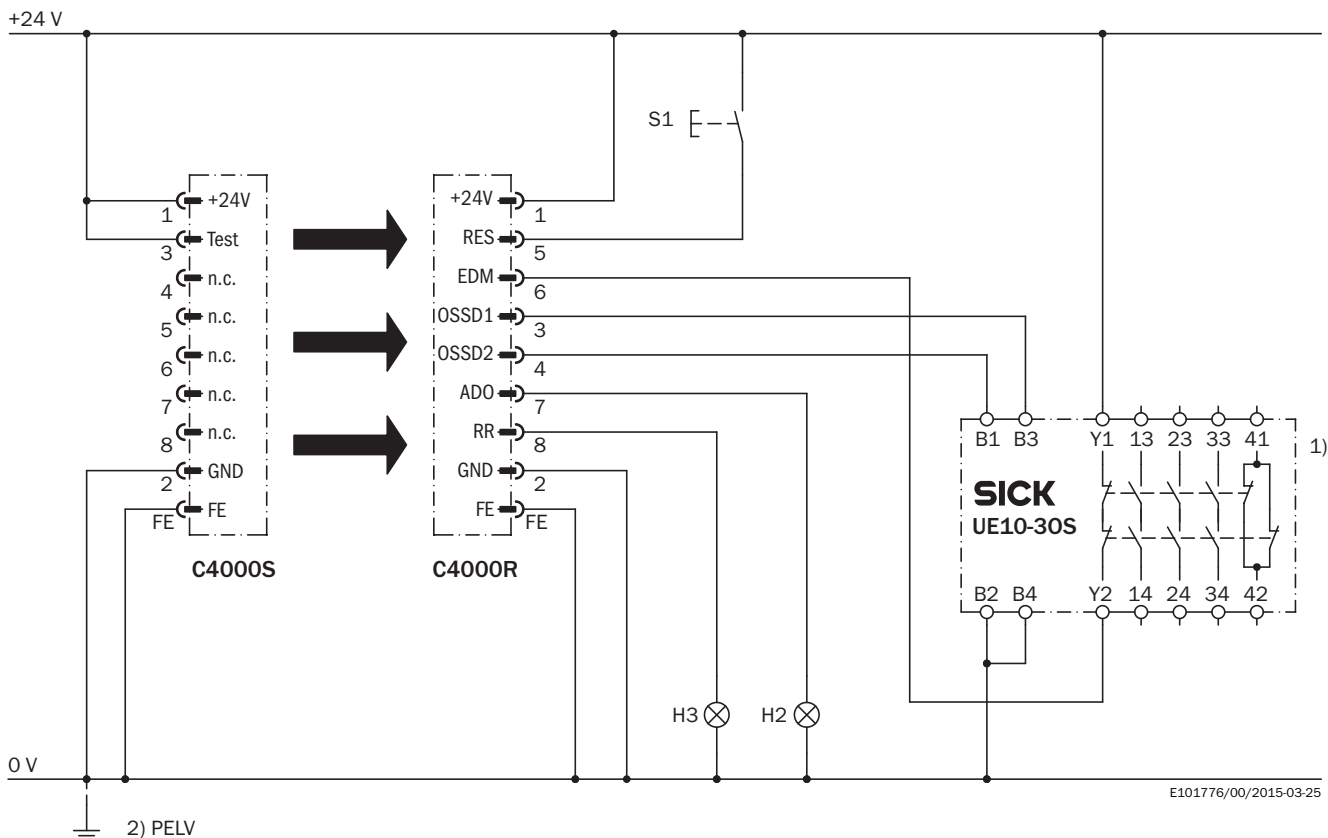 +24 V
S1
+24V
1
Test
3
n.c.
4
n.c.
5
n.c.
6
n.c.
7
n.c.
8
GND
2
FE
FE
C4000S
+24V
1
RES
5
EDM
6
OSSD1
3
OSSD2
4
ADO
7
RR
8
GND
2
FE
FE
C4000R
B1 B3 Y1 13 23 33 41
1)
SICK
UE10-3OS
B2 B4 Y2 14 24 34 42
H3
H2
0 V
E101776/00/2015-03-25
2) PELV